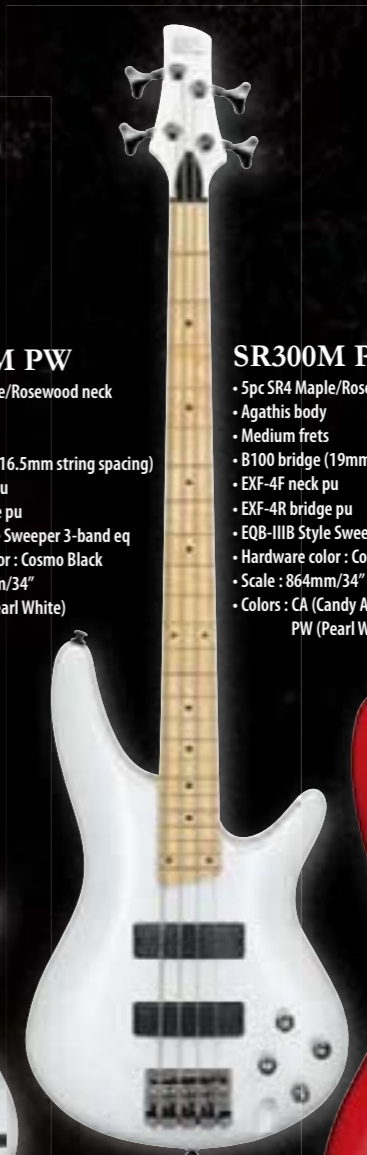 M PW
e/Rosewood neck
16.5mm string spacing)
u
e pu
Sweeper 3-band eq
or : Cosmo Black
m/34"
earl White)
SR300M P
• 5pc SR4 Maple/Rose
• Agathis body
• Medium frets
• B100 bridge (19mm
• EXF-4F neck pu
• EXF-4R bridge pu
• EQB-IIIB Style Swee
• Hardware color : Co
• Scale : 864mm/34"
• Colors : CA (Candy A
PW (Pearl W